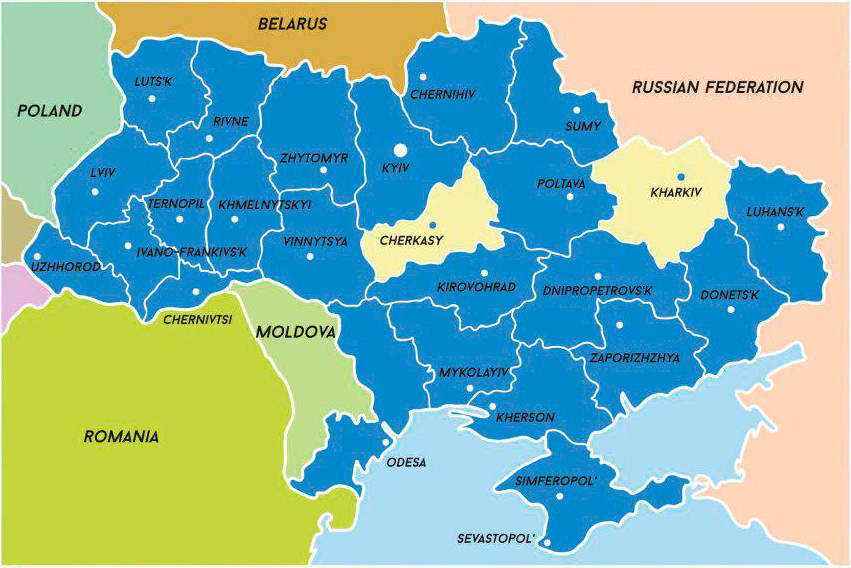 BELARUS
RUSSIAN FEDERATION
POLAND
LUTS'K
RIVNE
CHERNIHIV
SUMY
ZHYTOMYR
KYIV
LVIV
POLTAVA
KHARKIV
TERNOPIL
KHMELNYTSKYI
LUHANS'K
VINNYTSYA
CHERKASY
IVANO-FRANKIVS'K
UZHHOROD
KIROVOHRAD
DNIPROPETROVS'K
DONETS'K
CHERNIVTSI
MOLDOVA
ZAPORIZHZHYA
MYKOLAYIV
KHERSON
ROMANIA
ODESA
SIMFEROPOL'
SEVASTOPOL'